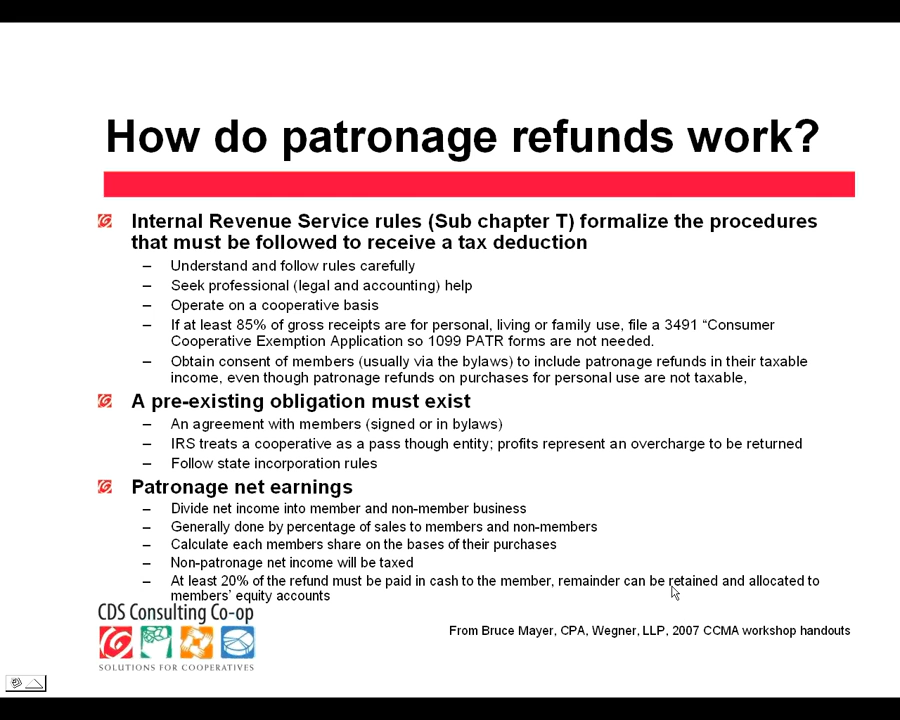 How do patronage refunds work?
Internal Revenue Service rules (Sub chapter T) formalize the procedures
that must be followed to receive a tax deduction
– Understand and follow rules carefully
– Seek professional (legal and accounting) help
– Operate on a cooperative basis
– If at least 85% of gross receipts are for personal, living or family use, file a 3491 “Consumer
Cooperative Exemption Application so 1099 PATR forms are not needed.
– Obtain consent of members (usually via the bylaws) to include patronage refunds in their taxable
income, even though patronage refunds on purchases for personal use are not taxable,
A pre-existing obligation must exist
– An agreement with members (signed or in bylaws)
– IRS treats a cooperative as a pass though entity; profits represent an overcharge to be returned
– Follow state incorporation rules
Patronage net earnings
– Divide net income into member and non-member business
– Generally done by percentage of sales to members and non-members
– Calculate each members share on the bases of their purchases
– Non-patronage net income will be taxed
– At least 20% of the refund must be paid in cash to the member, remainder can be retained and allocated to
members’ equity accounts
CDS Consulting Co-op
SOLUTIONS FOR COOPERATIVES
From Bruce Mayer, CPA, Wegner, LLP, 2007 CCMA workshop handouts